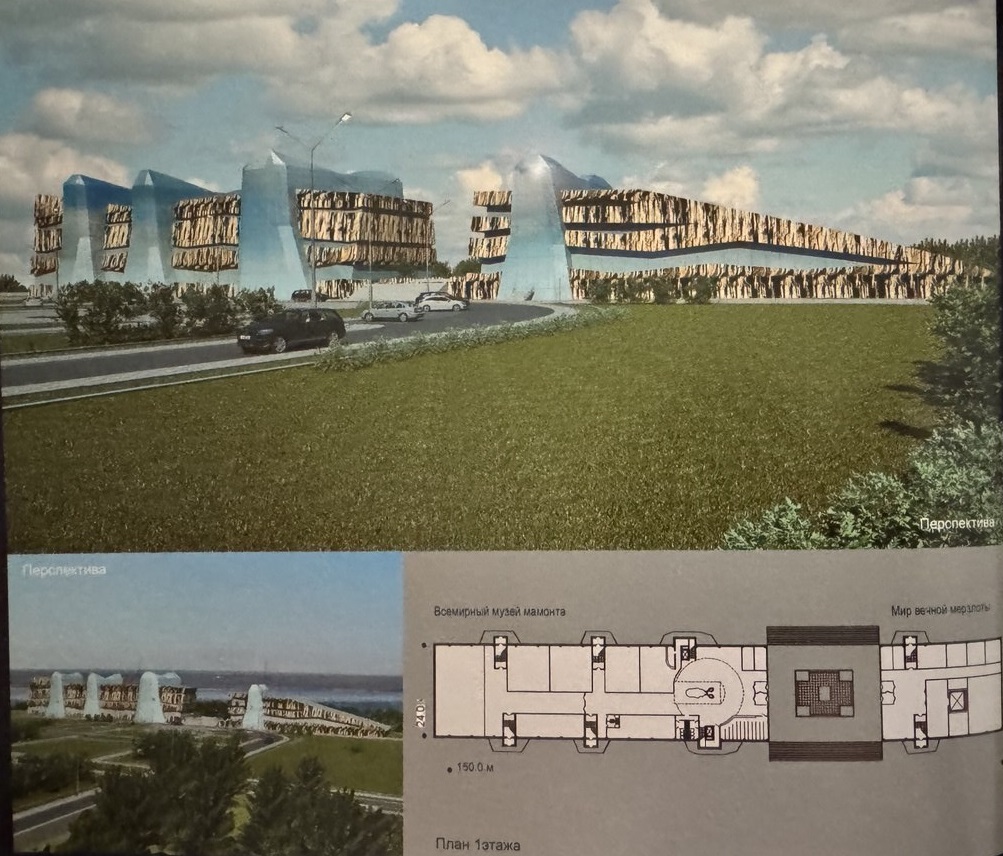 Перспектива
Перспектива
Всемирный музей мамонта
Мир вечной мерзлоты
24.0
150.0 м
План 1этажа